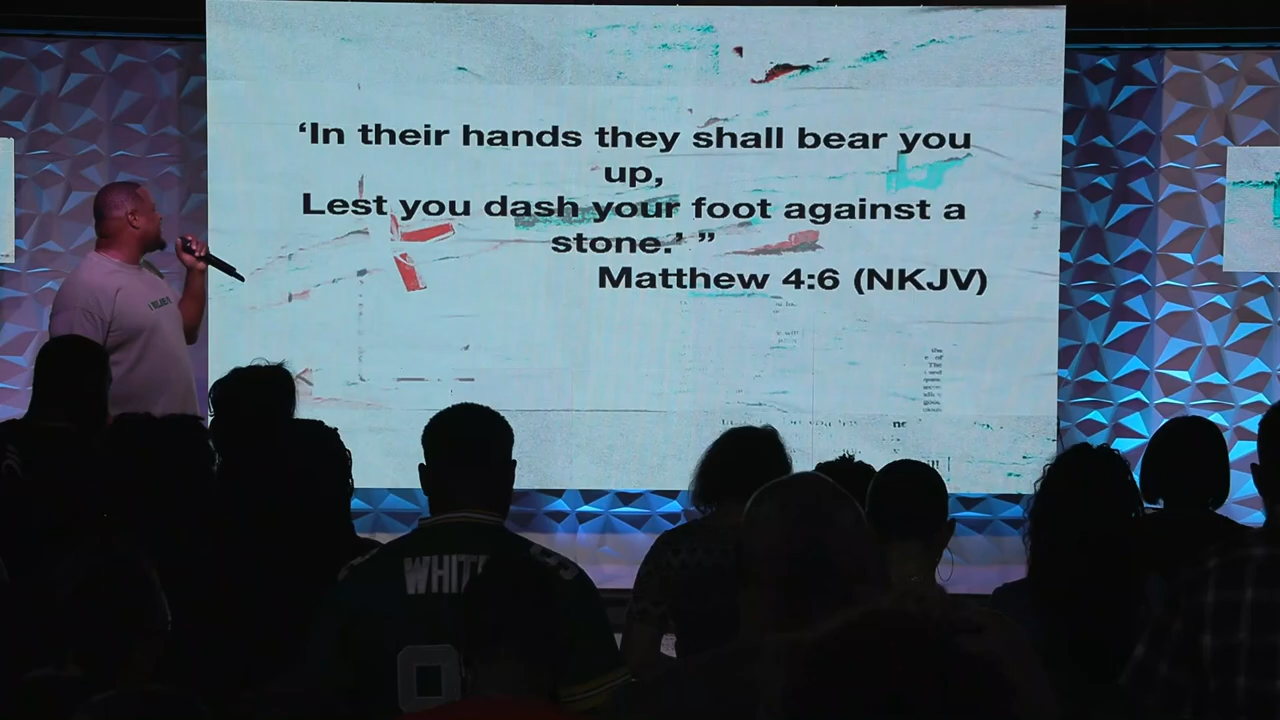 ‘In their hands they shall bear you
up,
Lest you dash your foot against a
stone.’ ”
Matthew 4:6 (NKJV)
WHITE